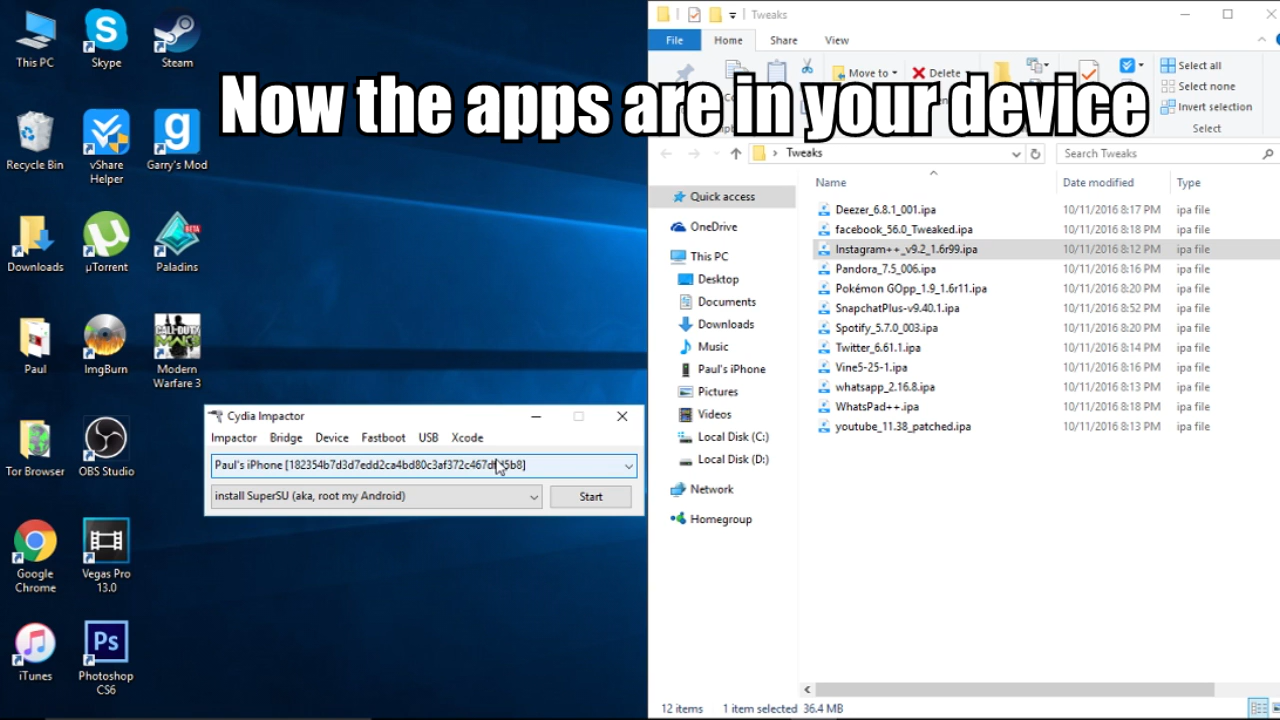 Now the apps are in your device
This PC
Skype
Steam
Recycle Bin
vShare
Helper
Garry's Mod
Downloads
µTorrent
BETA
Paladins
Paul
ImgBurn
CALL OF DUTY
MW3
Modern
Warfare 3
Tor Browser
OBS Studio
Google
Chrome
Vegas Pro
13.0
iTunes
Ps
Photoshop
CS6
Cydia Impactor
Impactor Bridge Device Fastboot USB Xcode
Paul's iPhone
install SuperSU (aka, root my Android)
Start
Tweaks
File Home Share View
Move to
Delete
Select all
Select none
Invert selection
Select
Tweaks
Search Tweaks
Name Date modified Type
Quick access
OneDrive
This PC
Desktop
Documents
Downloads
Music
Paul's iPhone
Pictures
Videos
Local Disk (C:)
Local Disk (D:)
Network
Homegroup
Deezer_6.8.1_001.ipa 10/11/2016 8:17 PM ipa file
facebook_56.0_Tweaked.ipa 10/11/2016 8:18 PM ipa file
Instagram++_v9.2_1.6r99.ipa 10/11/2016 8:12 PM ipa file
Pandora_7.5_006.ipa 10/11/2016 8:16 PM ipa file
Pokémon GOpp_1.9_1.6r11.ipa 10/11/2016 8:20 PM ipa file
SnapchatPlus-v9.40.1.ipa 10/11/2016 8:52 PM ipa file
Spotify_5.7.0_003.ipa 10/11/2016 8:20 PM ipa file
Twitter_6.61.1.ipa 10/11/2016 8:14 PM ipa file
Vine5-25-1.ipa 10/11/2016 8:13 PM ipa file
whatsapp_2.16.8.ipa 10/11/2016 8:13 PM ipa file
WhatsPad++.ipa 10/11/2016 8:18 PM ipa file
youtube_11.38_patched.ipa 10/11/2016 8:13 PM ipa file
12 items 1 item selected 36.4 MB